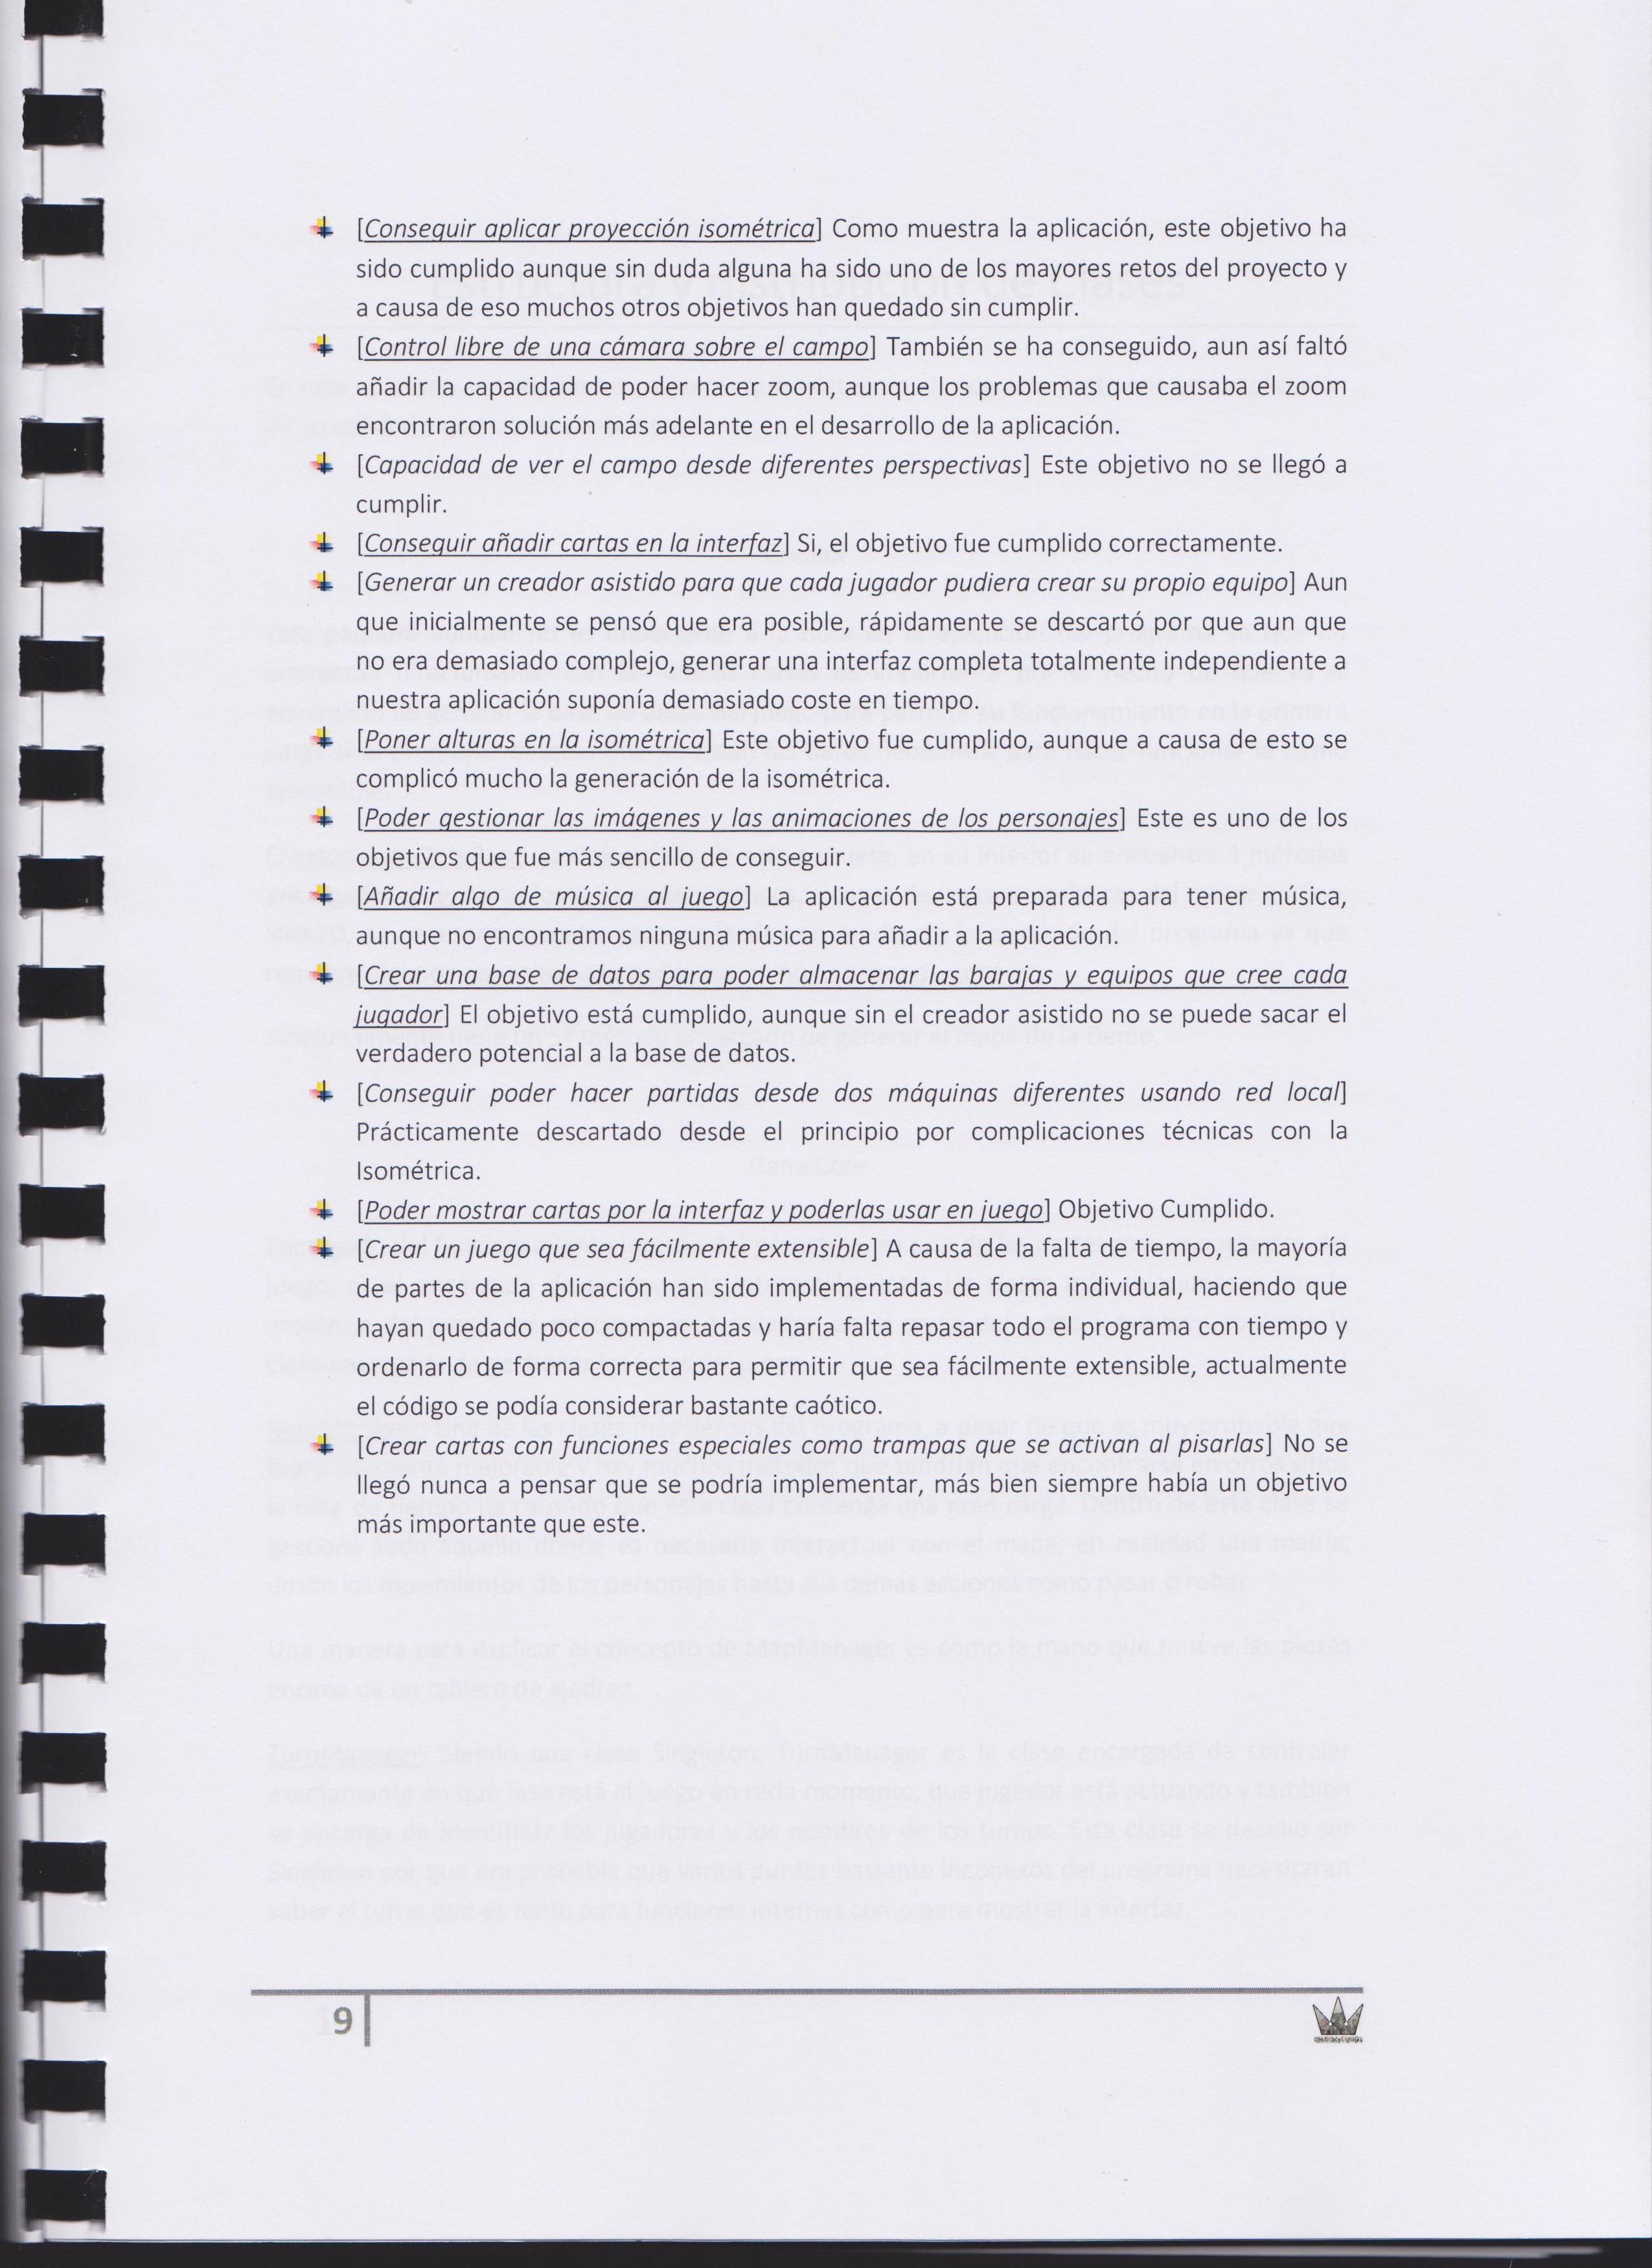 [Conseguir aplicar proyección isométrica] Como muestra la aplicación, este objetivo ha
sido cumplido aunque sin duda alguna ha sido uno de los mayores retos del proyecto y
a causa de eso muchos otros objetivos han quedado sin cumplir.
[Control libre de una cámara sobre el campo] También se ha conseguido, aun así faltó
añadir la capacidad de poder hacer zoom, aunque los problemas que causaba el zoom
encontraron solución más adelante en el desarrollo de la aplicación.
[Capacidad de ver el campo desde diferentes perspectivas] Este objetivo no se llegó a
cumplir.
[Conseguir añadir cartas en la interfaz] Si, el objetivo fue cumplido correctamente.
[Generar un creador asistido para que cada jugador pudiera crear su propio equipo] Aun
que inicialmente se pensó que era posible, rápidamente se descartó por que aun que
no era demasiado complejo, generar una interfaz completa totalmente independiente a
nuestra aplicación suponía demasiado coste en tiempo.
[Poner alturas en la isométrica] Este objetivo fue cumplido, aunque a causa de esto se
complicó mucho la generación de la isométrica.
[Poder gestionar las imágenes y las animaciones de los personajes] Este es uno de los
objetivos que fue más sencillo de conseguir.
[Añadir algo de música al juego] La aplicación está preparada para tener música,
aunque no encontramos ninguna música para añadir a la aplicación.
[Crear una base de datos para poder almacenar las barajas y equipos que cree cada
jugador] El objetivo está cumplido, aunque sin el creador asistido no se puede sacar el
verdadero potencial a la base de datos.
[Conseguir poder hacer partidas desde dos máquinas diferentes usando red local]
Prácticamente descartado desde el principio por complicaciones técnicas con la
Isométrica.
[Poder mostrar cartas por la interfaz y poderlas usar en juego] Objetivo Cumplido.
[Crear un juego que sea fácilmente extensible] A causa de la falta de tiempo, la mayoría
de partes de la aplicación han sido implementadas de forma individual, haciendo que
hayan quedado poco compactadas y haría falta repasar todo el programa con tiempo y
ordenarlo de forma correcta para permitir que sea fácilmente extensible, actualmente
el código se podía considerar bastante caótico.
[Crear cartas con funciones especiales como trampas que se activan al pisarlas] No se
llegó nunca a pensar que se podría implementar, más bien siempre había un objetivo
más importante que este.
9